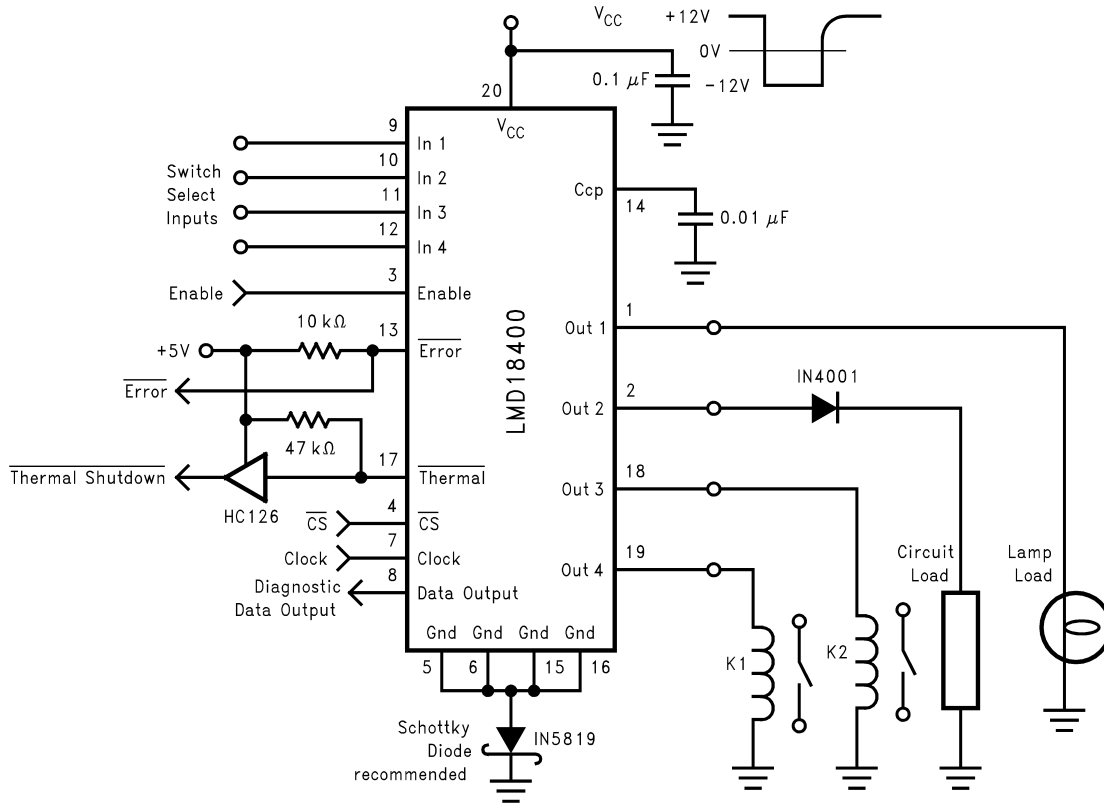 V_CC +12V
0V
-12V
0.1 μF
20
V_CC
9
In 1
10
In 2
11
In 3
12
In 4
Switch
Select
Inputs
3
Enable
Enable
10 kΩ
13
+5V
Error
Error
47 kΩ
17
Thermal Shutdown
Thermal
HC126
4
CS
CS
7
Clock
Clock
8
Diagnostic
Data Output
Data Output
LMD18400
Ccp
14
0.01 μF
1
Out 1
2
Out 2
IN4001
18
Out 3
19
Out 4
Circuit
Load
Lamp
Load
K1
K2
Gnd Gnd Gnd Gnd
5 6 15 16
Schottky
Diode
recommended
IN5819